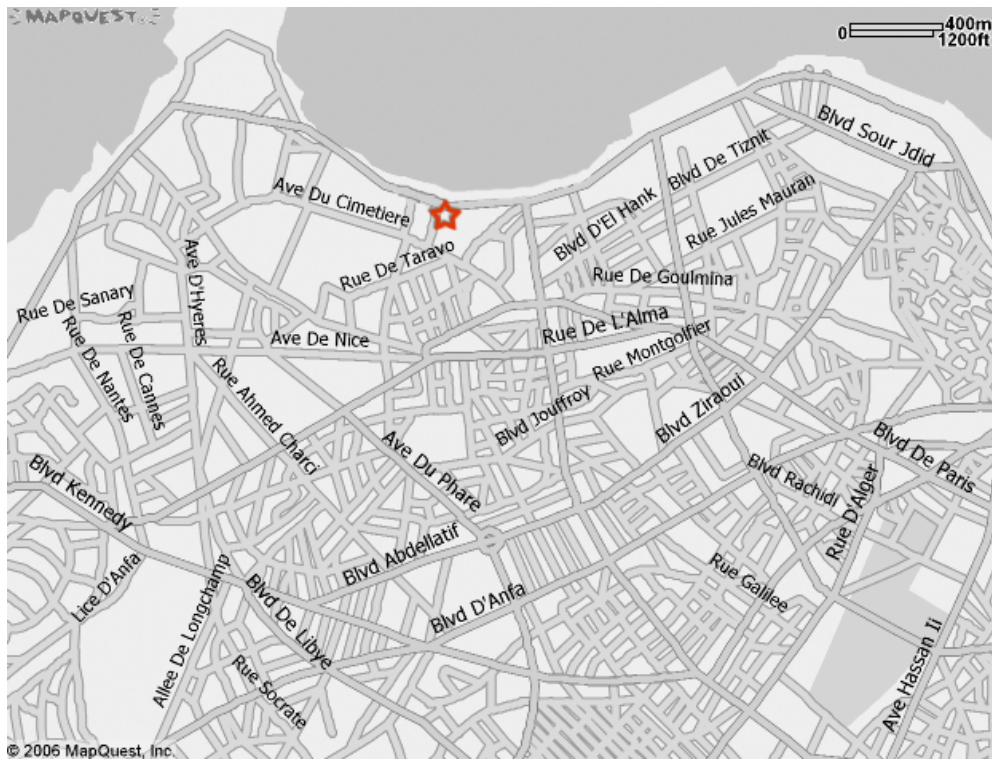 MAPQUEST
400m
0
1200ft
Blvd Sour Jdid
Blvd De Tiznit
Ave Du Cimetiere
Rue Jules Mauran
Blvd D'El Hank
Rue De Taravo
Ave D'Hyeres
Rue De Goulmina
Rue De Sanary
Rue De L'Alma
Ave De Nice
Rue Montgolfier
Rue De Nantes
Rue De Cannes
Rue Ahmed Charci
Blvd Jouffroy
Blvd Ziraoui
Ave Du Phare
Blvd De Paris
Blvd Kennedy
Blvd Rachidi
Rue D'Alger
Blvd Abdellatif
Lice D'Anfa
Rue Galilee
Blvd D'Anfa
Blvd De Libye
Allee De Longchamp
Rue Socrate
Ave Hassan Ii
© 2006 MapQuest, Inc.